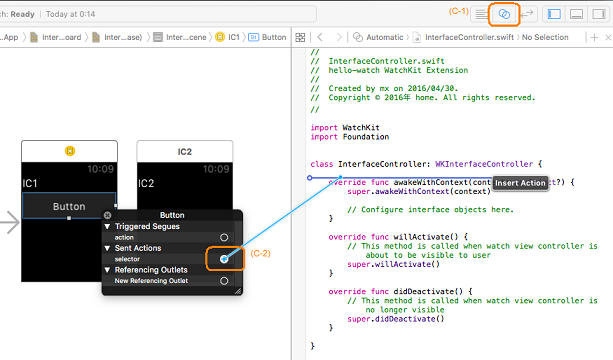 ch: Ready | Today at 0:14
(C-1)
...App Inter...oard Inter...ase) Inter...cene IC1 Button
Automatic InterfaceController.swift No Selection
//
// InterfaceController.swift
// hello-watch WatchKit Extension
//
// Created by mx on 2016/04/30.
// Copyright © 2016年 home. All rights reserved.
//
import WatchKit
import Foundation
class InterfaceController: WKInterfaceController {
Insert Action
override func awakeWithContext(cont ct?) {
super.awakeWithContext(context)
// Configure interface objects here.
}
override func willActivate() {
// This method is called when watch view controller is
about to be visible to user
super.willActivate()
}
override func didDeactivate() {
// This method is called when watch view controller is
no longer visible
super.didDeactivate()
}
}
10:09
IC1
Button
IC2
10:09
IC2
Button
Triggered Segues
action
Sent Actions
selector
(C-2)
Referencing Outlets
New Referencing Outlet